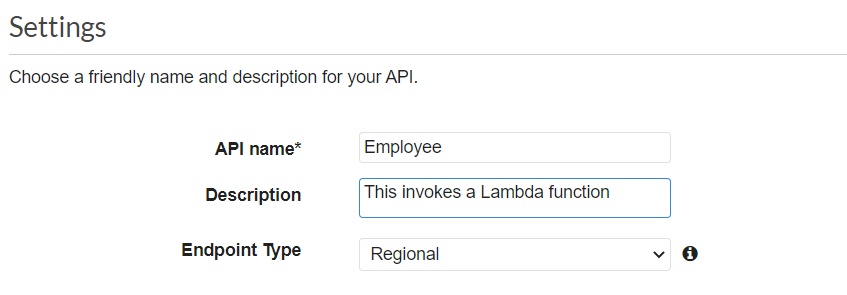 Settings
Choose a friendly name and description for your API.
API name* Employee
Description This invokes a Lambda function
Endpoint Type Regional